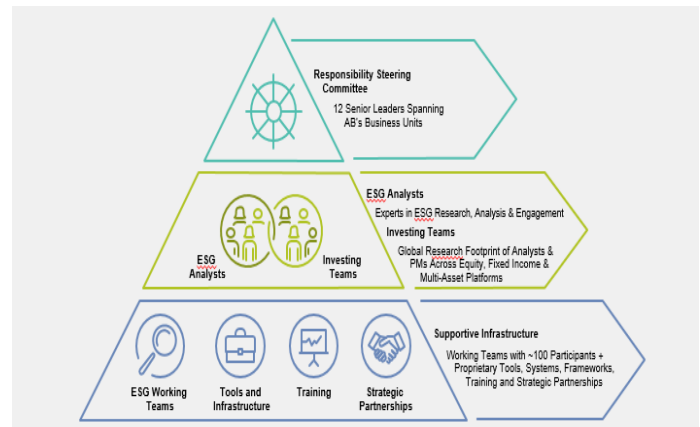 Responsibility Steering
Committee
12 Senior Leaders Spanning
AB's Business Units
ESG Analysts
Experts in ESG Research, Analysis & Engagement
Investing Teams
Global Research Footprint of Analysts &
PMs Across Equity, Fixed Income &
Multi-Asset Platforms
ESG
Analysts
Investing
Teams
Supportive Infrastructure
Working Teams with ~100 Participants +
Proprietary Tools, Systems, Frameworks,
Training and Strategic Partnerships
ESG Working
Teams
Tools and
Infrastructure
Training
Strategic
Partnerships